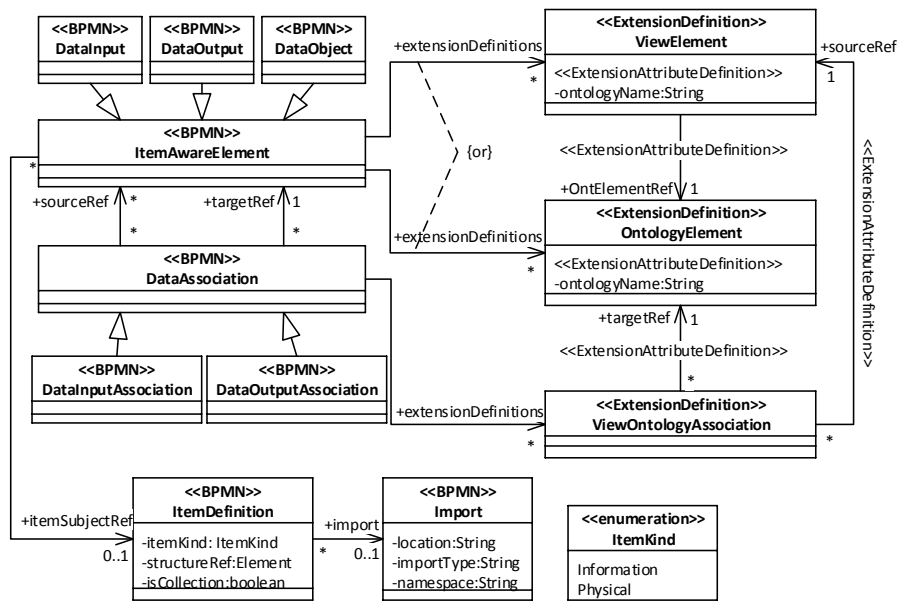 <<BPMN>>
DataInput
<<BPMN>>
DataOutput
<<BPMN>>
DataObject
<<BPMN>>
ItemAwareElement
*
+sourceRef
*
+targetRef
1
*
*
<<BPMN>>
DataAssociation
<<BPMN>>
DataInputAssociation
<<BPMN>>
DataOutputAssociation
+extensionDefinitions
*
{or}
+extensionDefinitions
*
+extensionDefinitions
*
<<ExtensionDefinition>>
ViewElement
<<ExtensionAttributeDefinition>>
-ontologyName:String
+sourceRef
1
<<ExtensionAttributeDefinition>>
+OntElementRef
1
<<ExtensionDefinition>>
OntologyElement
<<ExtensionAttributeDefinition>>
-ontologyName:String
+targetRef
1
<<ExtensionAttributeDefinition>>
*
<<ExtensionAttributeDefinition>>
<<ExtensionDefinition>>
ViewOntologyAssociation
*
+itemSubjectRef
0..1
<<BPMN>>
ItemDefinition
-itemKind: ItemKind
-structureRef:Element
-isCollection:boolean
+import
*
0..1
<<BPMN>>
Import
-location:String
-importType:String
-namespace:String
<<enumeration>>
ItemKind
Information
Physical